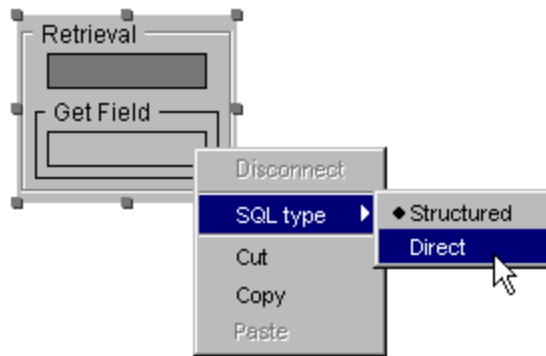 Retrieval
Get Field
Disconnect
SQL type
Structured
Direct
Cut
Copy
Paste